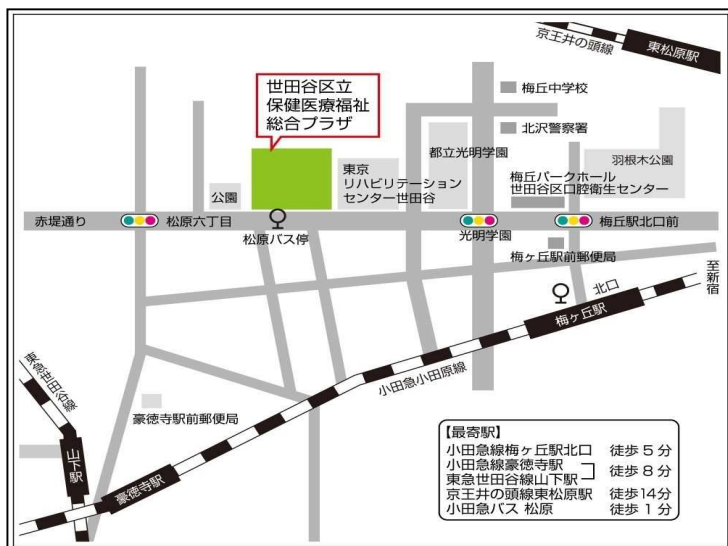 京王井の頭線
東松原駅
世田谷区立
保健医療福祉
総合プラザ
梅丘中学校
北沢警察署
都立光明学園
羽根木公園
東京
リハビリテーション
センター世田谷
梅丘パークホール
世田谷区口腔衛生センター
公園
赤堤通り
松原六丁目
梅丘駅北口前
松原バス停
光明学園
梅ヶ丘駅前郵便局
至新宿
北口
梅ヶ丘駅
小田急小田原線
東急世田谷線
豪徳寺駅前郵便局
山下駅
豪徳寺駅
【最寄駅】
小田急線梅ヶ丘駅北口 徒歩5分
小田急線豪徳寺駅
東急世田谷線山下駅 徒歩8分
京王井の頭線東松原駅 徒歩14分
小田急バス 松原 徒歩1分